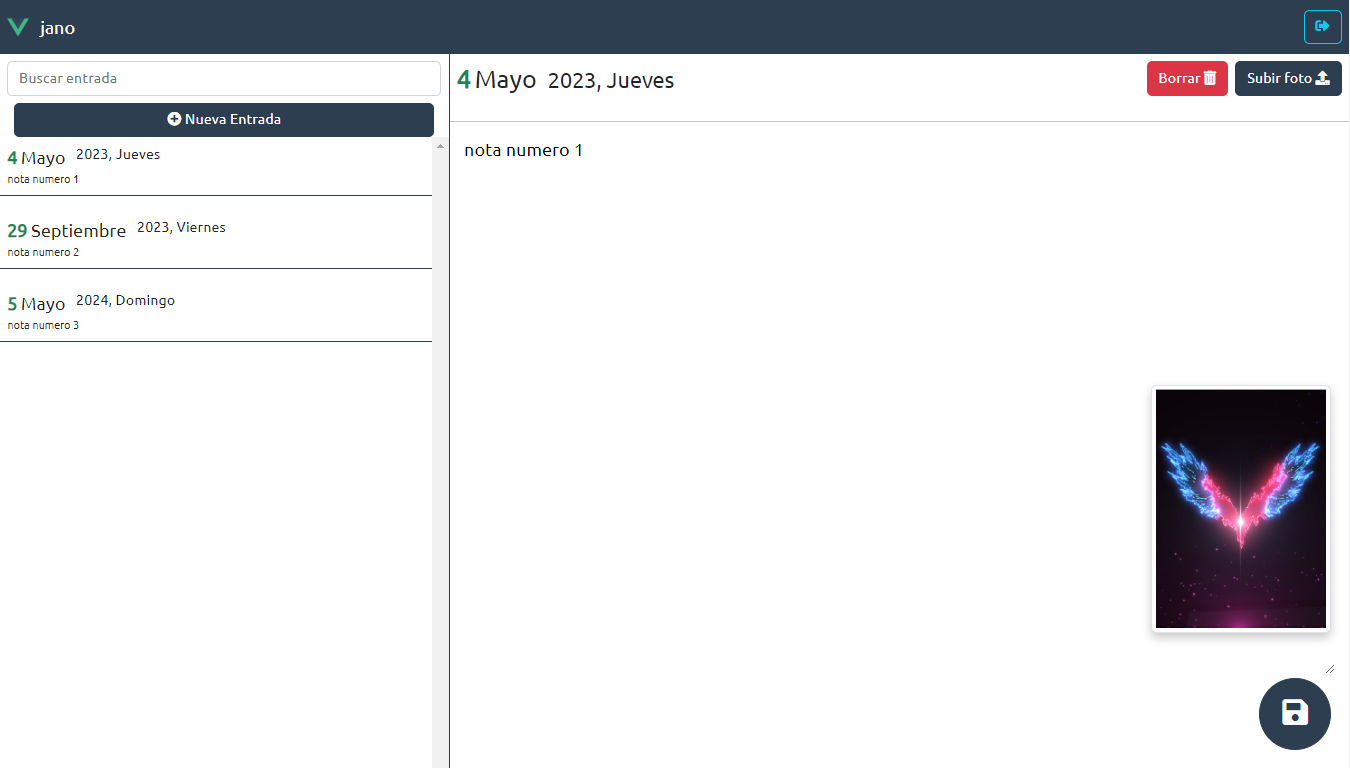 jano
Buscar entrada
Nueva Entrada
4 Mayo 2023, Jueves
nota numero 1
29 Septiembre 2023, Viernes
nota numero 2
5 Mayo 2024, Domingo
nota numero 3
4 Mayo 2023, Jueves
Borrar
Subir foto
nota numero 1